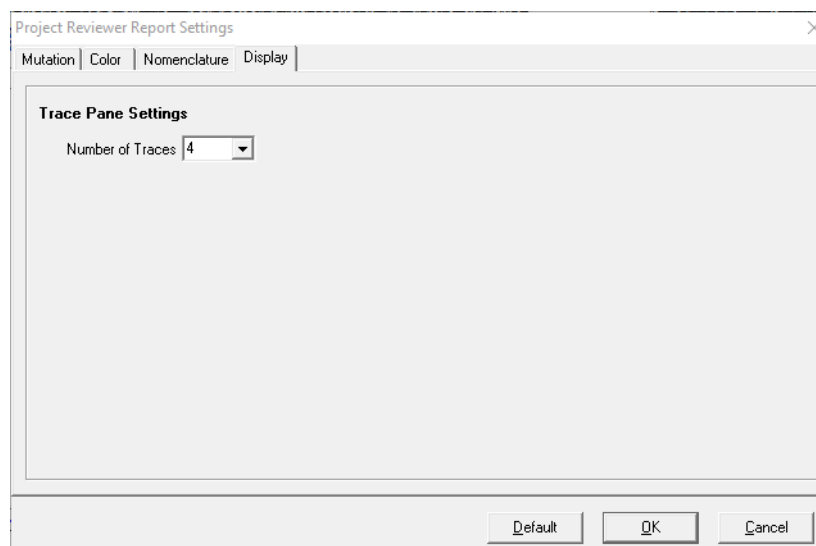 Project Reviewer Report Settings
Mutation Color Nomenclature Display
Trace Pane Settings
Number of Traces 4
Default OK Cancel